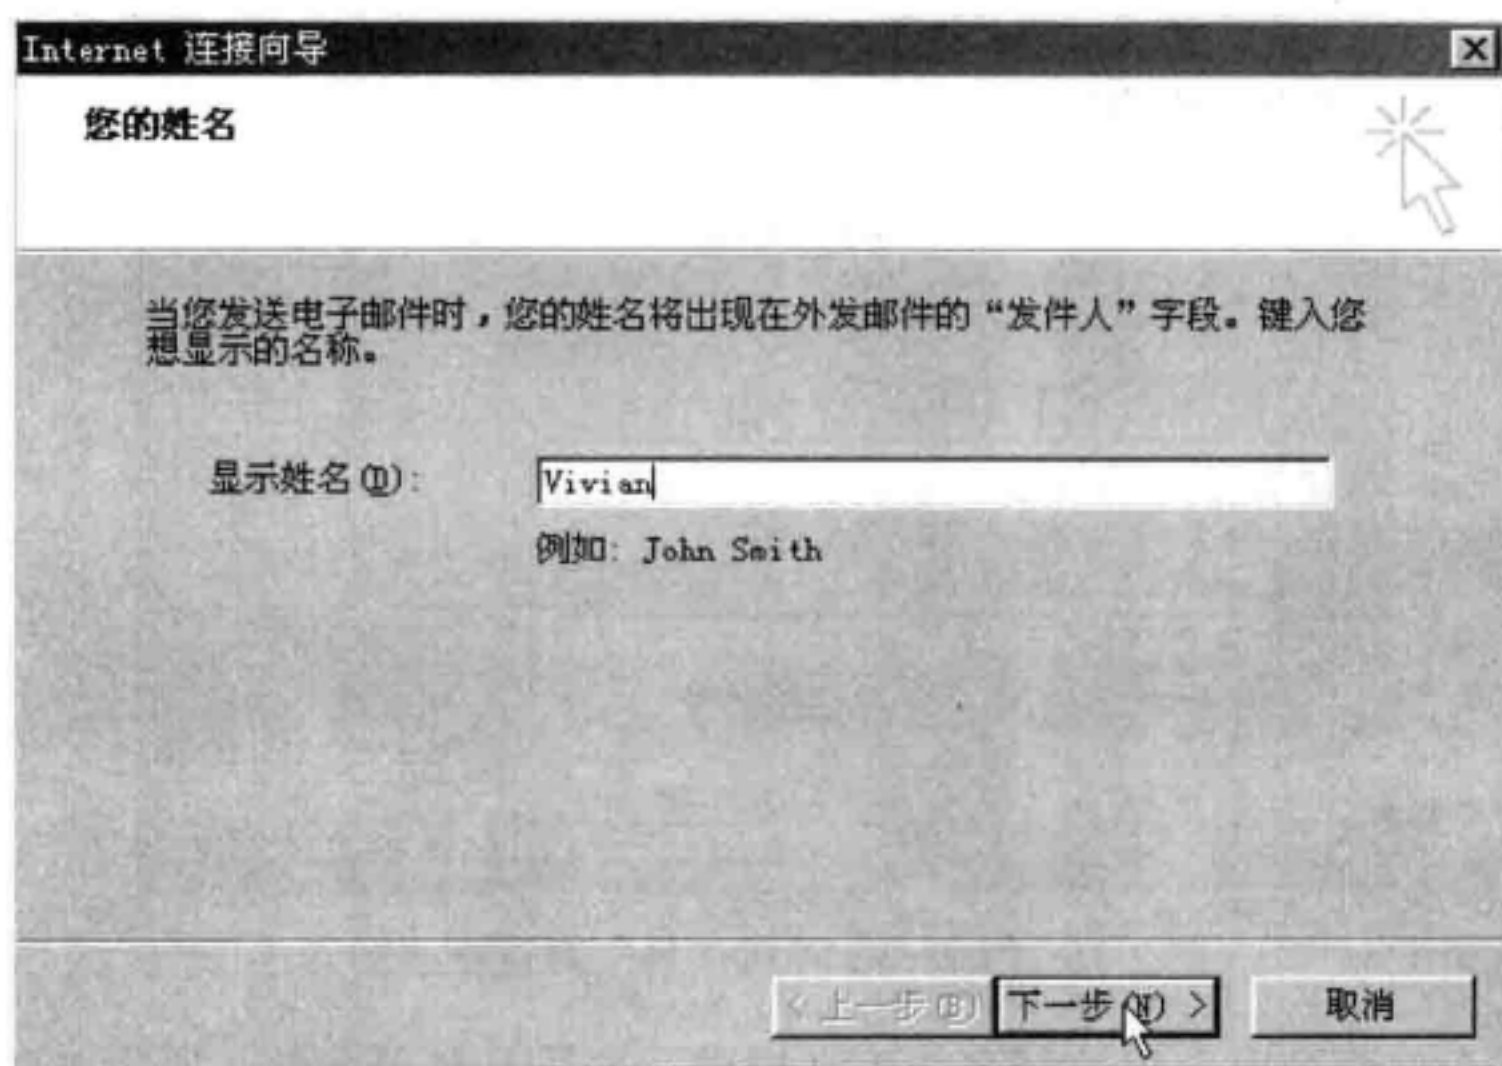 Internet 连接向导
您的姓名
当您发送电子邮件时，您的姓名将出现在外发邮件的“发件人”字段。键入您
想显示的名称。
显示姓名(D): Vivian
例如: John Smith
< 上一步(B) 下一步(N) > 取消